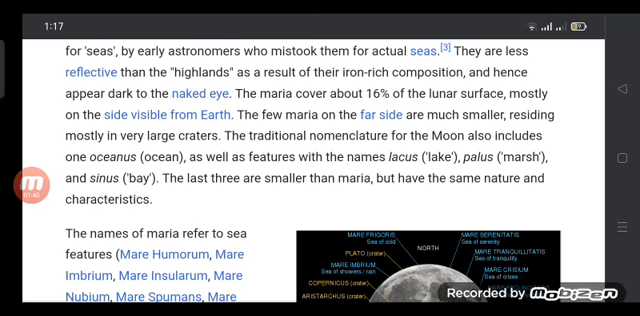 1:17
for 'seas', by early astronomers who mistook them for actual seas.[3] They are less
reflective than the "highlands" as a result of their iron-rich composition, and hence
appear dark to the naked eye. The maria cover about 16% of the lunar surface, mostly
on the side visible from Earth. The few maria on the far side are much smaller, residing
mostly in very large craters. The traditional nomenclature for the Moon also includes
one oceanus (ocean), as well as features with the names lacus ('lake'), palus ('marsh'),
and sinus ('bay'). The last three are smaller than maria, but have the same nature and
characteristics.
01:40
The names of maria refer to sea
features (Mare Humorum, Mare
Imbrium, Mare Insularum, Mare
Nubium, Mare Spumans, Mare
MARE FRIGORIS
Sea of cold
NORTH
MARE SERENITATIS
Sea of serenity
PLATO (crater)
MARE TRANQUILLITATIS
Sea of tranquility
MARE IMBRIUM
Sea of showers / rain
MARE CRISIUM
Sea of crises
COPERNICUS (crater)
ARISTARCHUS (crater)
Recorded by mobizen